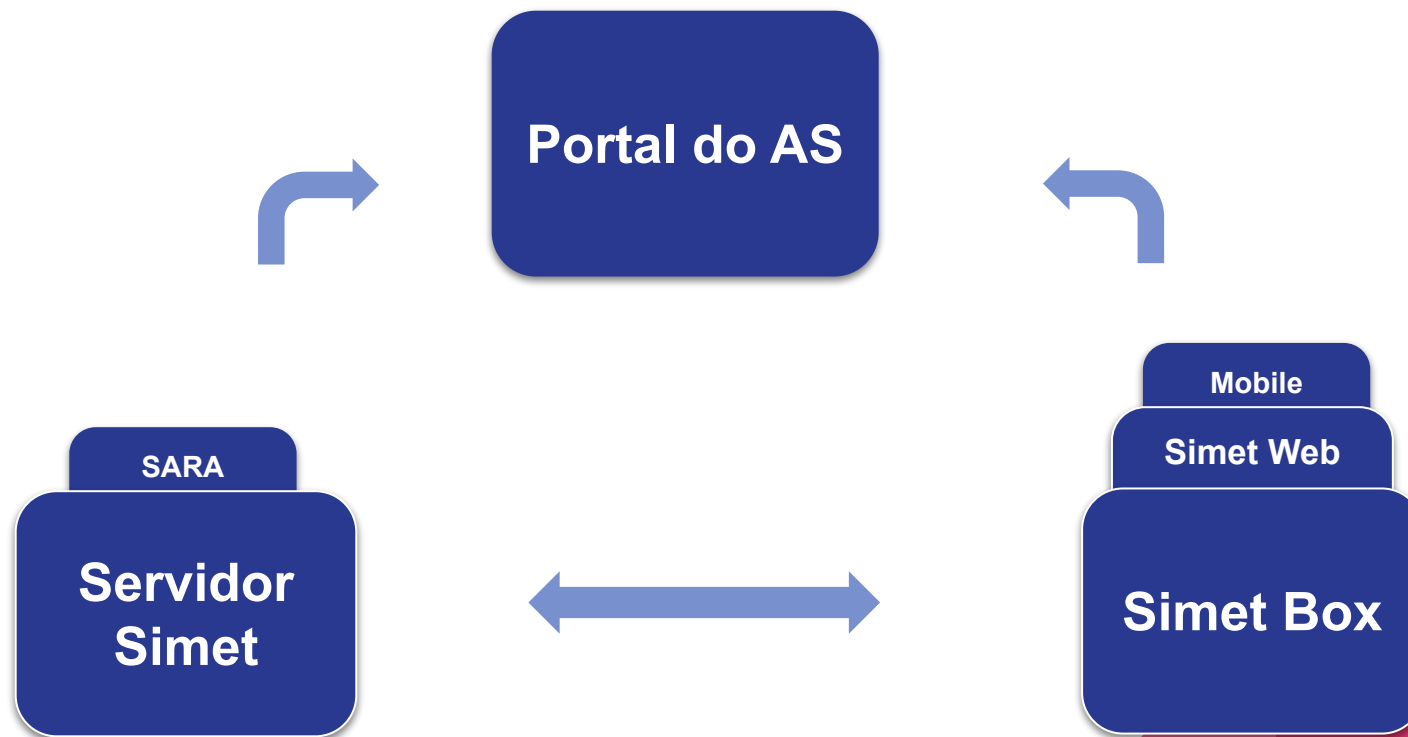 Portal do AS
Mobile
Simet Web
SARA
Servidor
Simet
Simet Box